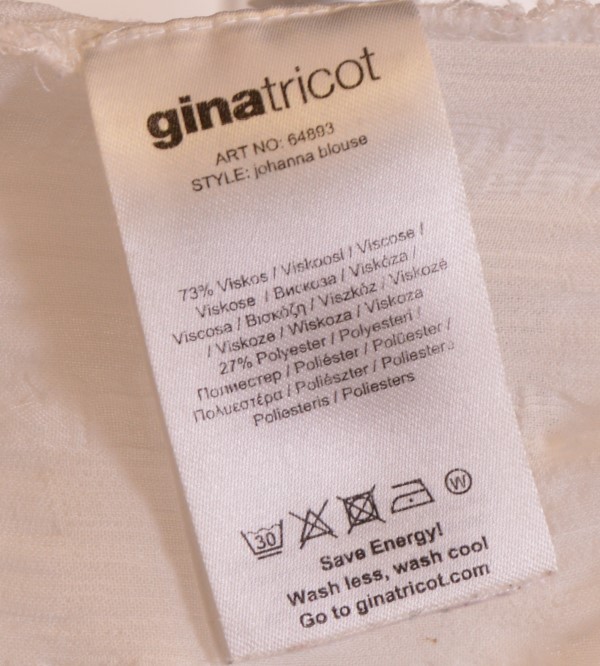 ginatricot
ART NO: 64893
STYLE: johanna blouse
73% Viskos / Viskoosi / Viscose /
Viskose / Вискоза / Viskóza /
Viscosa / Βισκόζη / Viszkóz / Viskozė
/ Viskoze / Wiskoza / Viskoza
27% Polyester / Polyesteri /
Полиестер / Poliéster / Polüester /
Πολυεστέρα / Poliészter / Poliester
Poliesteris / Poliesters
30
W
Save Energy!
Wash less, wash cool
Go to ginatricot.com